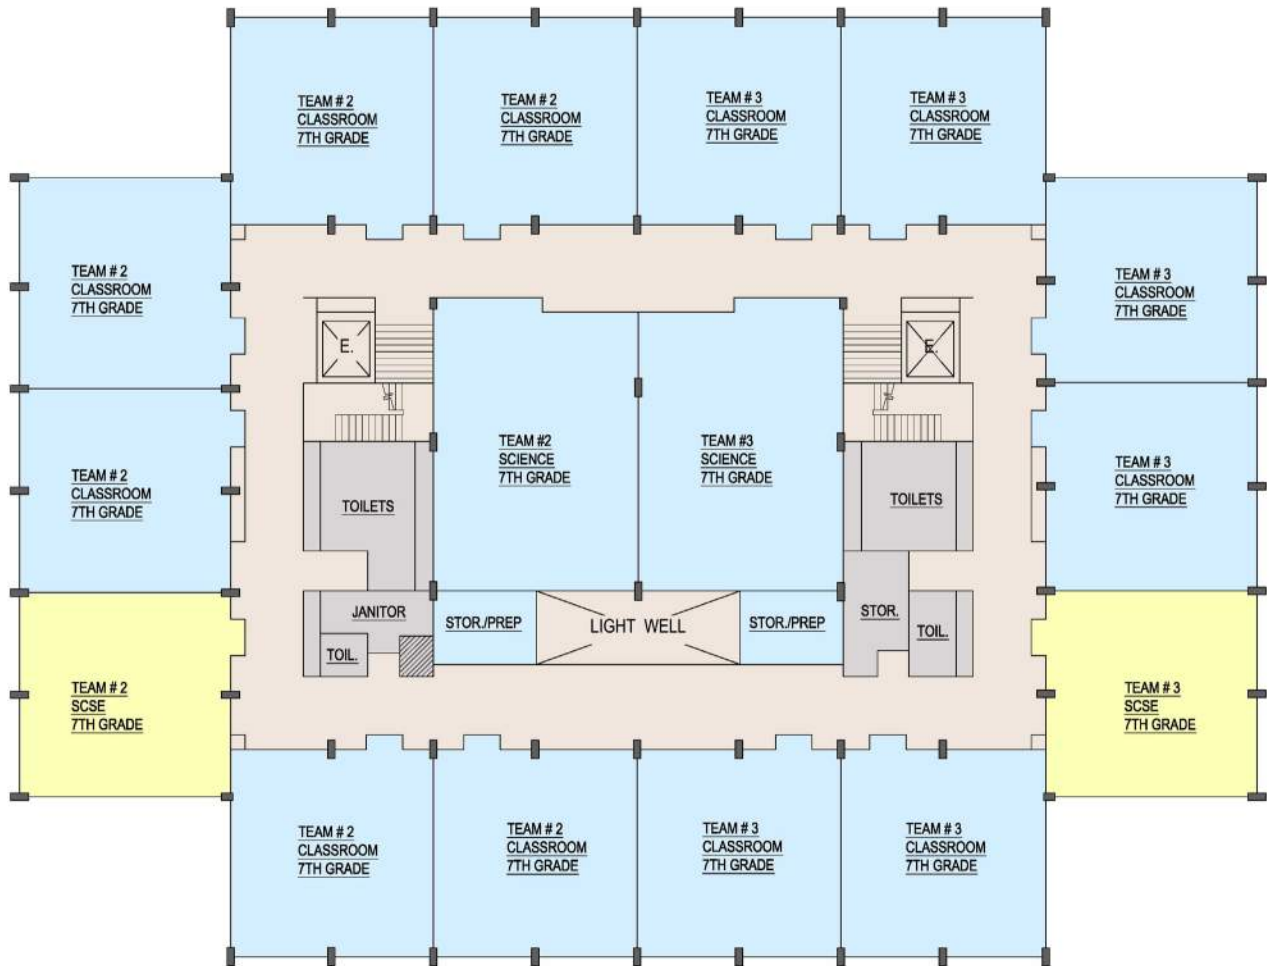 TEAM # 2
CLASSROOM
7TH GRADE
TEAM # 2
CLASSROOM
7TH GRADE
TEAM # 3
CLASSROOM
7TH GRADE
TEAM # 3
CLASSROOM
7TH GRADE
TEAM # 2
CLASSROOM
7TH GRADE
TEAM # 3
CLASSROOM
7TH GRADE
E.
E.
TEAM #2
SCIENCE
7TH GRADE
TEAM #3
SCIENCE
7TH GRADE
TEAM # 2
CLASSROOM
7TH GRADE
TEAM # 3
CLASSROOM
7TH GRADE
TOILETS
TOILETS
JANITOR
STOR./PREP
LIGHT WELL
STOR./PREP
STOR.
TOIL.
TOIL.
TEAM # 2
SCSE
7TH GRADE
TEAM # 3
SCSE
7TH GRADE
TEAM # 2
CLASSROOM
7TH GRADE
TEAM # 2
CLASSROOM
7TH GRADE
TEAM # 3
CLASSROOM
7TH GRADE
TEAM # 3
CLASSROOM
7TH GRADE